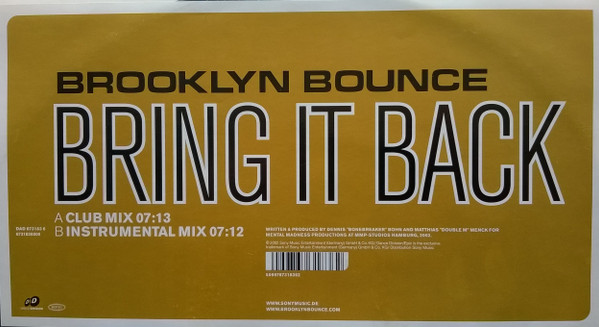 BROOKLYN BOUNCE
BRING IT BACK
A CLUB MIX 07:13
B INSTRUMENTAL MIX 07:12
WRITTEN & PRODUCED BY DENNIS "BONEBREAKER" BOHN AND MATTHIAS "DOUBLE M" MENCK FOR
MENTAL MADNESS PRODUCTIONS AT MMP-STUDIOS HAMBURG, 2002.
WWW.SONYMUSIC.DE
WWW.BROOKLYNBOUNCE.COM